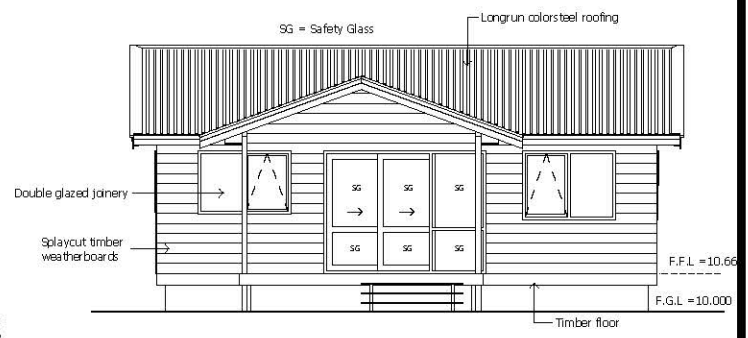 Longrun colorsteel roofing
SG = Safety Glass
SG
SG
SG
Double glazed joinery
Splaycut timber
weatherboards
SG
SG
SG
F.F.L =10.66
F.G.L =10.000
Timber floor